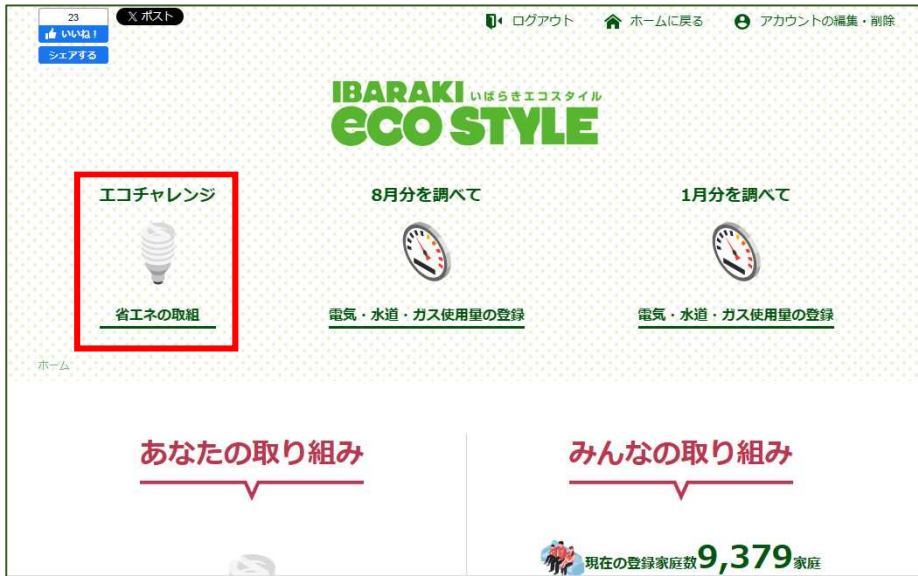 23
いいね!
シェアする
X ポスト
ログアウト
ホームに戻る
アカウントの編集・削除
IBARAKI いばらきエコスタイル
eco STYLE
エコチャレンジ
省エネの取組
8月分を調べて
電気・水道・ガス使用量の登録
1月分を調べて
電気・水道・ガス使用量の登録
ホーム
あなたの取り組み
みんなの取り組み
現在の登録家庭数9,379家庭